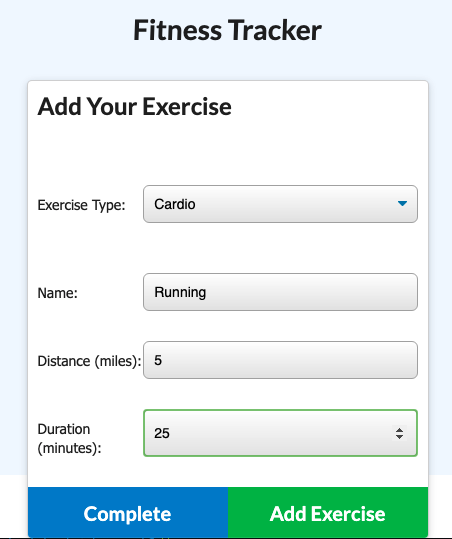 Fitness Tracker
Add Your Exercise
Exercise Type: Cardio
Name: Running
Distance (miles): 5
Duration
(minutes): 25
Complete Add Exercise